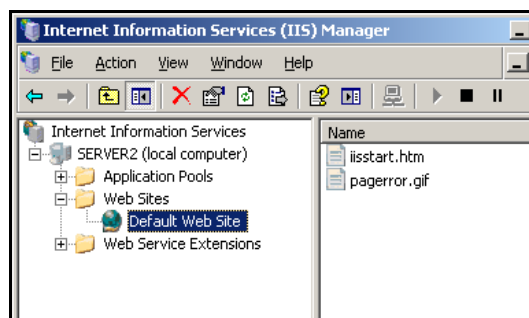 Internet Information Services (IIS) Manager
File Action View Window Help
Internet Information Services
SERVER2 (local computer)
Application Pools
Web Sites
Default Web Site
Web Service Extensions
Name
iisstart.htm
pagerror.gif